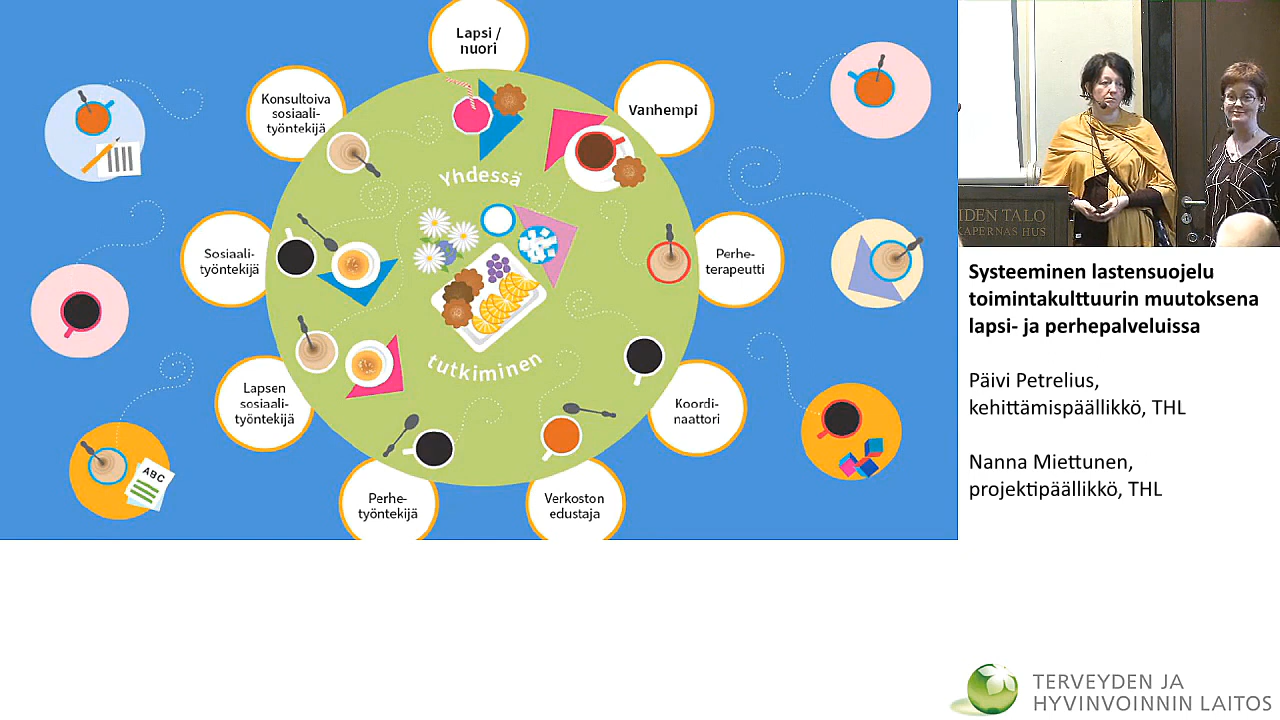 Lapsi /
nuori
Konsultoiva
sosiaali-
työntekijä
Vanhempi
Yhdessä
Sosiaali-
työntekijä
Perhe-
terapeutti
tutkiminen
Lapsen
sosiaali-
työntekijä
Koordi-
naattori
ABC
Perhe-
työntekijä
Verkoston
edustaja
IDEN TALO
KAPERNAS HUS
Systeeminen lastensuojelu
toimintakulttuurin muutoksena
lapsi- ja perhepalveluissa
Päivi Petrelius,
kehittämispäällikkö, THL
Nanna Miettunen,
projektipäällikkö, THL
TERVEYDEN JA
HYVINVOINNIN LAITOS